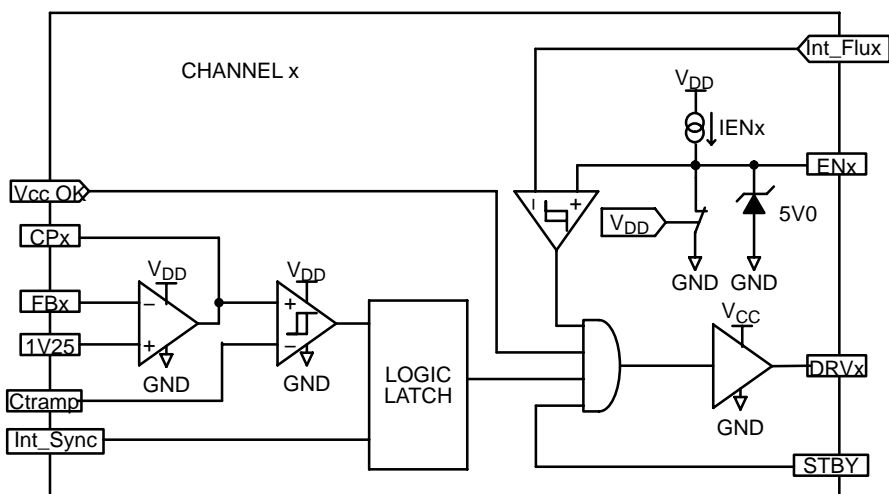 Int_Flux
CHANNEL x
VDD
IENx
ENx
Vcc OK
– +
5V0
VDD
CPx
GND GND
VDD VDD
FBx
– +
VCC
1V25
+ –
GND GND
LOGIC
LATCH
DRVx
Ctramp
GND
Int_Sync
STBY